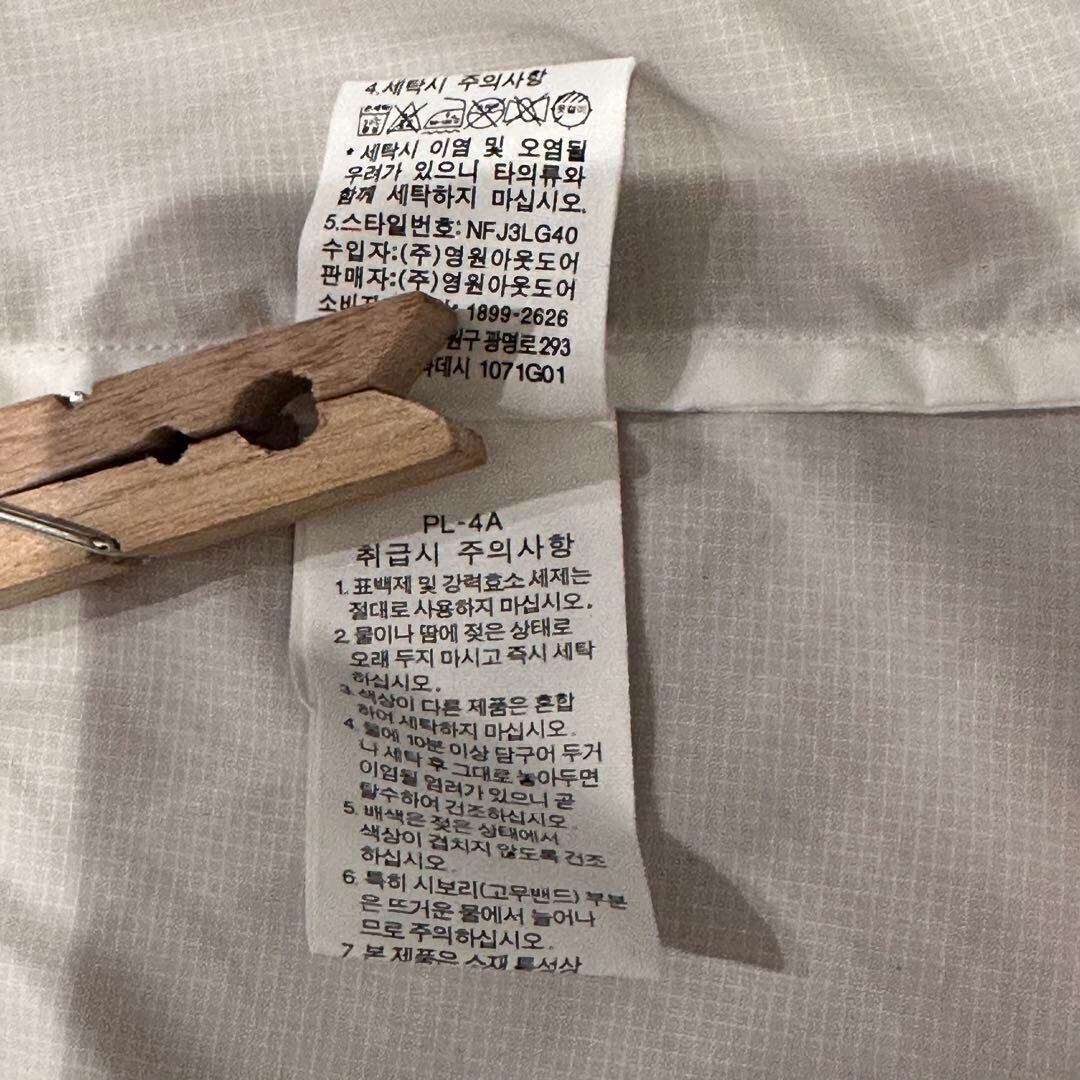 4.세탁시 주의사항
* 세탁시 이염 및 오염될
우려가 있으니 타의류와
함께 세탁하지 마십시오.
5.스타일번호: NFJ3LG40
수입자:(주)영원아웃도어
판매자:(주)영원아웃도어
1899-2626
광명로 293
1071G01
PL-4A
취급시 주의사항
1. 표백제 및 강력효소 세제는
절대로 사용하지 마십시오.
2. 물이나 땀에 젖은 상태로
오래 두지 마시고 즉시 세탁
하십시오.
3. 색상이 다른 제품은 혼합
하여 세탁하지 마십시오.
4. 물에 10분 이상 담구어 두거
나 세탁 후 그대로 놓아두면
이염될 염려가 있으니 곧
탈수하여 건조하십시오.
5. 배색은 젖은 상태에서
색상이 겹치지 않도록 건조
하십시오.
6. 특히 시보리(고무밴드) 부분
은 뜨거운 물에서 늘어나
므로 주의하십시오.
7. 본 제품은 소재 특성상